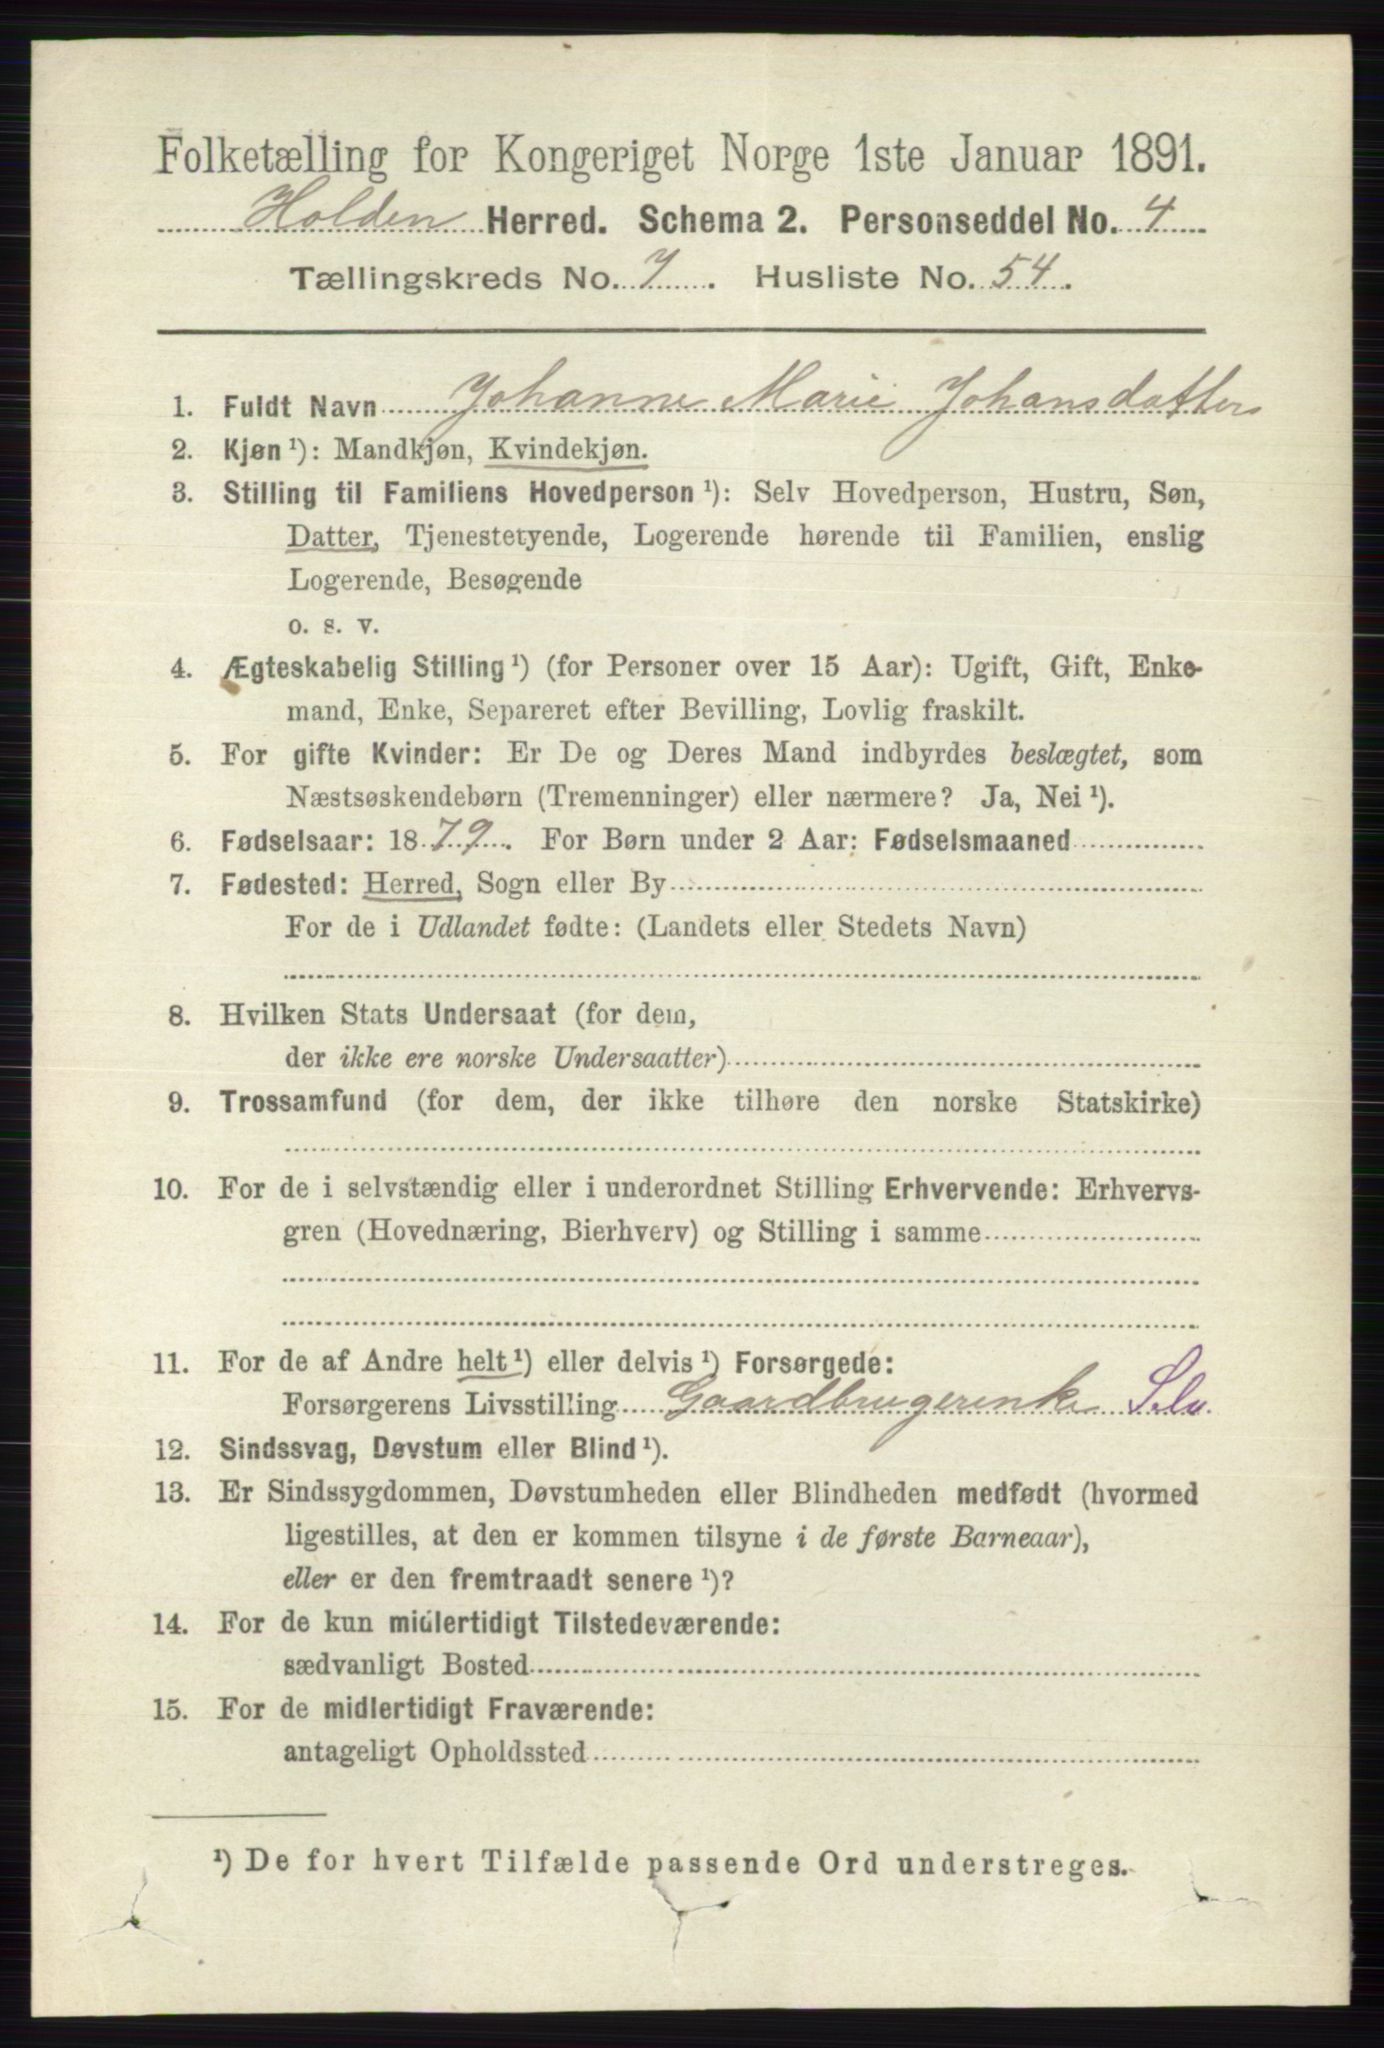 Folketælling for Kongeriget Norge 1ste Januar 1891.
Holden Herred. Schema 2. Personseddel No. 4
Tællingskreds No. 7. Husliste No. 54.
1. Fuldt Navn Johanne Marie Johansdatter
2. Kjøn ¹): Mandkjøn, Kvindekjøn.
3. Stilling til Familiens Hovedperson ¹): Selv Hovedperson, Hustru, Søn,
Datter, Tjenestetyende, Logerende hørende til Familien, enslig
Logerende, Besøgende
o. s. v.
4. Ægteskabelig Stilling ¹) (for Personer over 15 Aar): Ugift, Gift, Enke-
mand, Enke, Separeret efter Bevilling, Lovlig fraskilt.
5. For gifte Kvinder: Er De og Deres Mand indbyrdes beslægtet, som
Næstsøskendebørn (Tremenninger) eller nærmere? Ja, Nei ¹).
6. Fødselsaar: 1879. For Børn under 2 Aar: Fødselsmaaned
7. Fødested: Herred, Sogn eller By
For de i Udlandet fødte: (Landets eller Stedets Navn)
8. Hvilken Stats Undersaat (for dem,
der ikke ere norske Undersaatter)
9. Trossamfund (for dem, der ikke tilhøre den norske Statskirke)
10. For de i selvstændig eller i underordnet Stilling Erhvervende: Erhvervs-
gren (Hovednæring, Bierhverv) og Stilling i samme
11. For de af Andre helt ¹) eller delvis ¹) Forsørgede:
Forsørgerens Livsstilling Gaardbrugerenke Selv.
12. Sindssvag, Døvstum eller Blind ¹).
13. Er Sindssygdommen, Døvstumheden eller Blindheden medfødt (hvormed
ligestilles, at den er kommen tilsyne i de første Barneaar),
eller er den fremtraadt senere ¹)?
14. For de kun midlertidigt Tilstedeværende:
sædvanligt Bosted
15. For de midlertidigt Fraværende:
antageligt Opholdssted
¹) De for hvert Tilfælde passende Ord understreges.